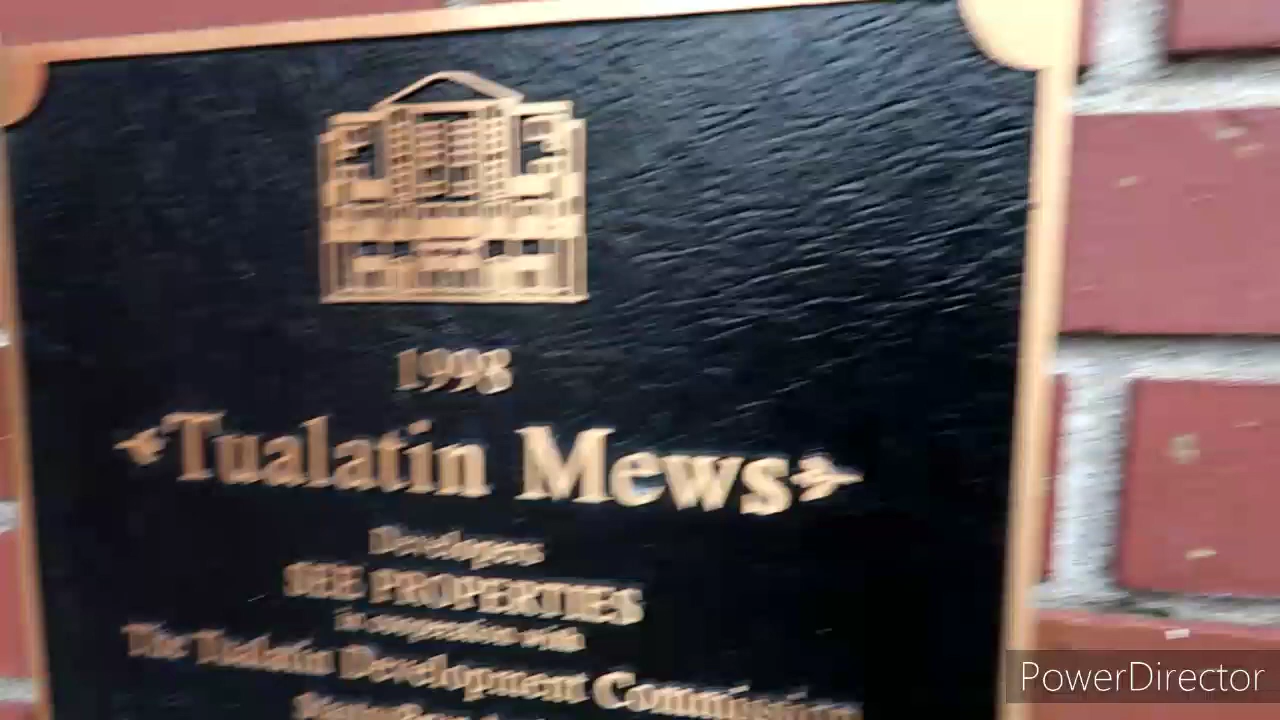 1998
Tualatin Mews
Developers
SEE PROPERTIES
in cooperation with
The Tualatin Development Commission
PowerDirector